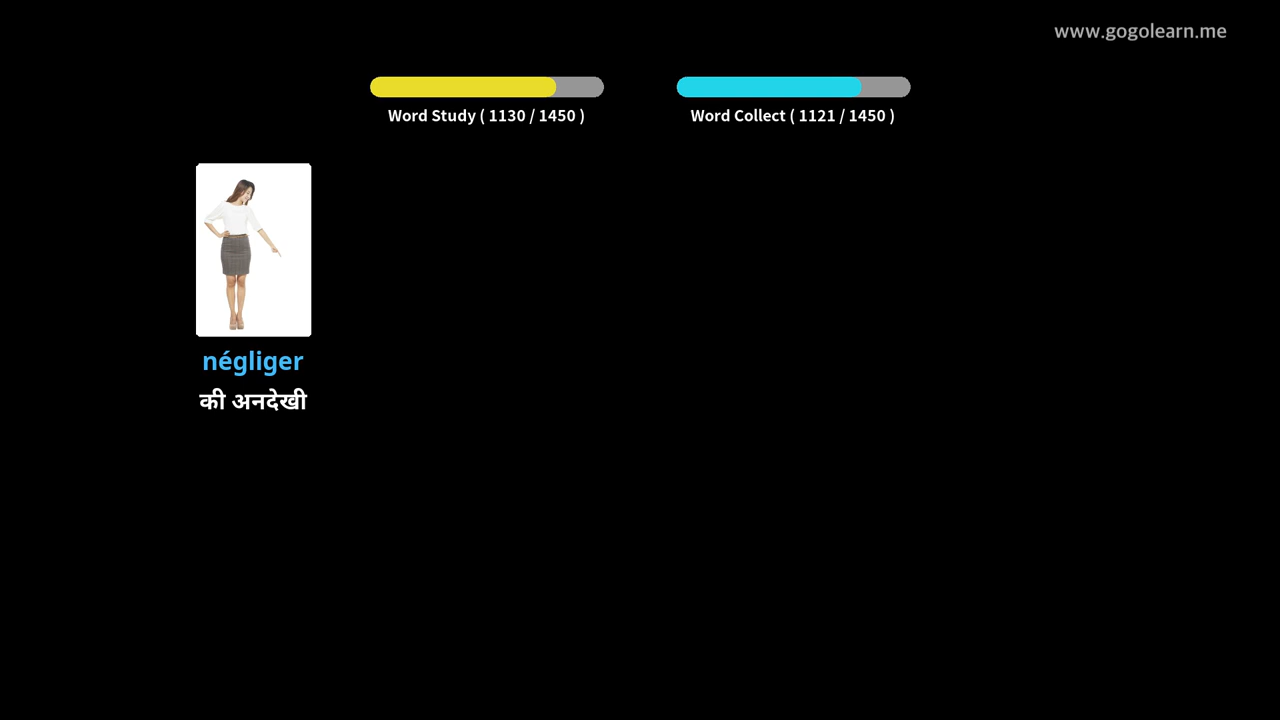 www.gogolearn.me
Word Study ( 1130 / 1450 )
Word Collect ( 1121 / 1450 )
négliger
की अनदेखी